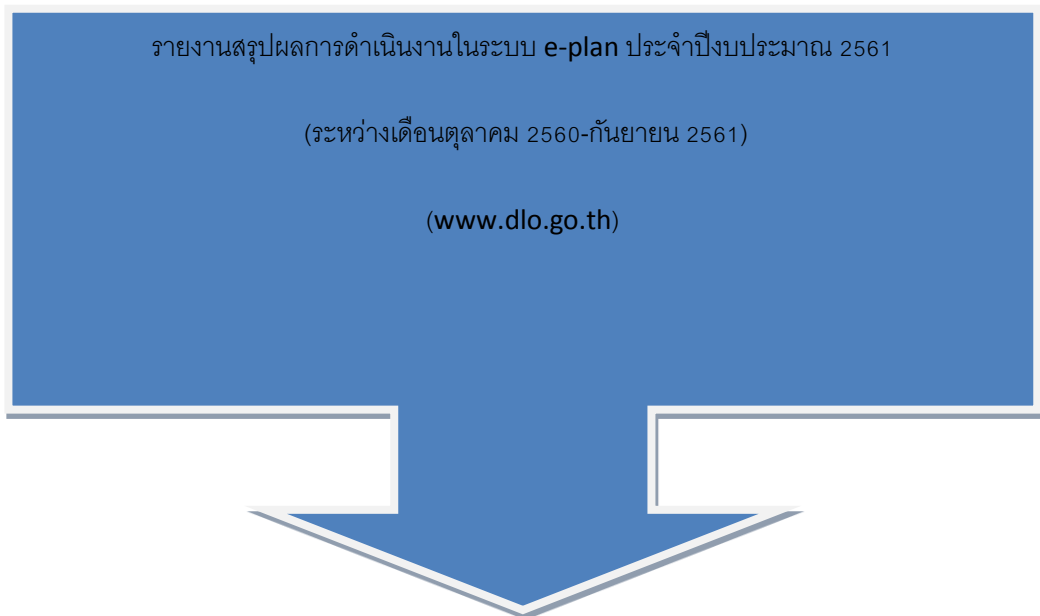 รายงานสรุปผลการดำเนินงานในระบบ e-plan ประจำปีงบประมาณ 2561
(ระหว่างเดือนตุลาคม 2560-กันยายน 2561)
(www.dlo.go.th)